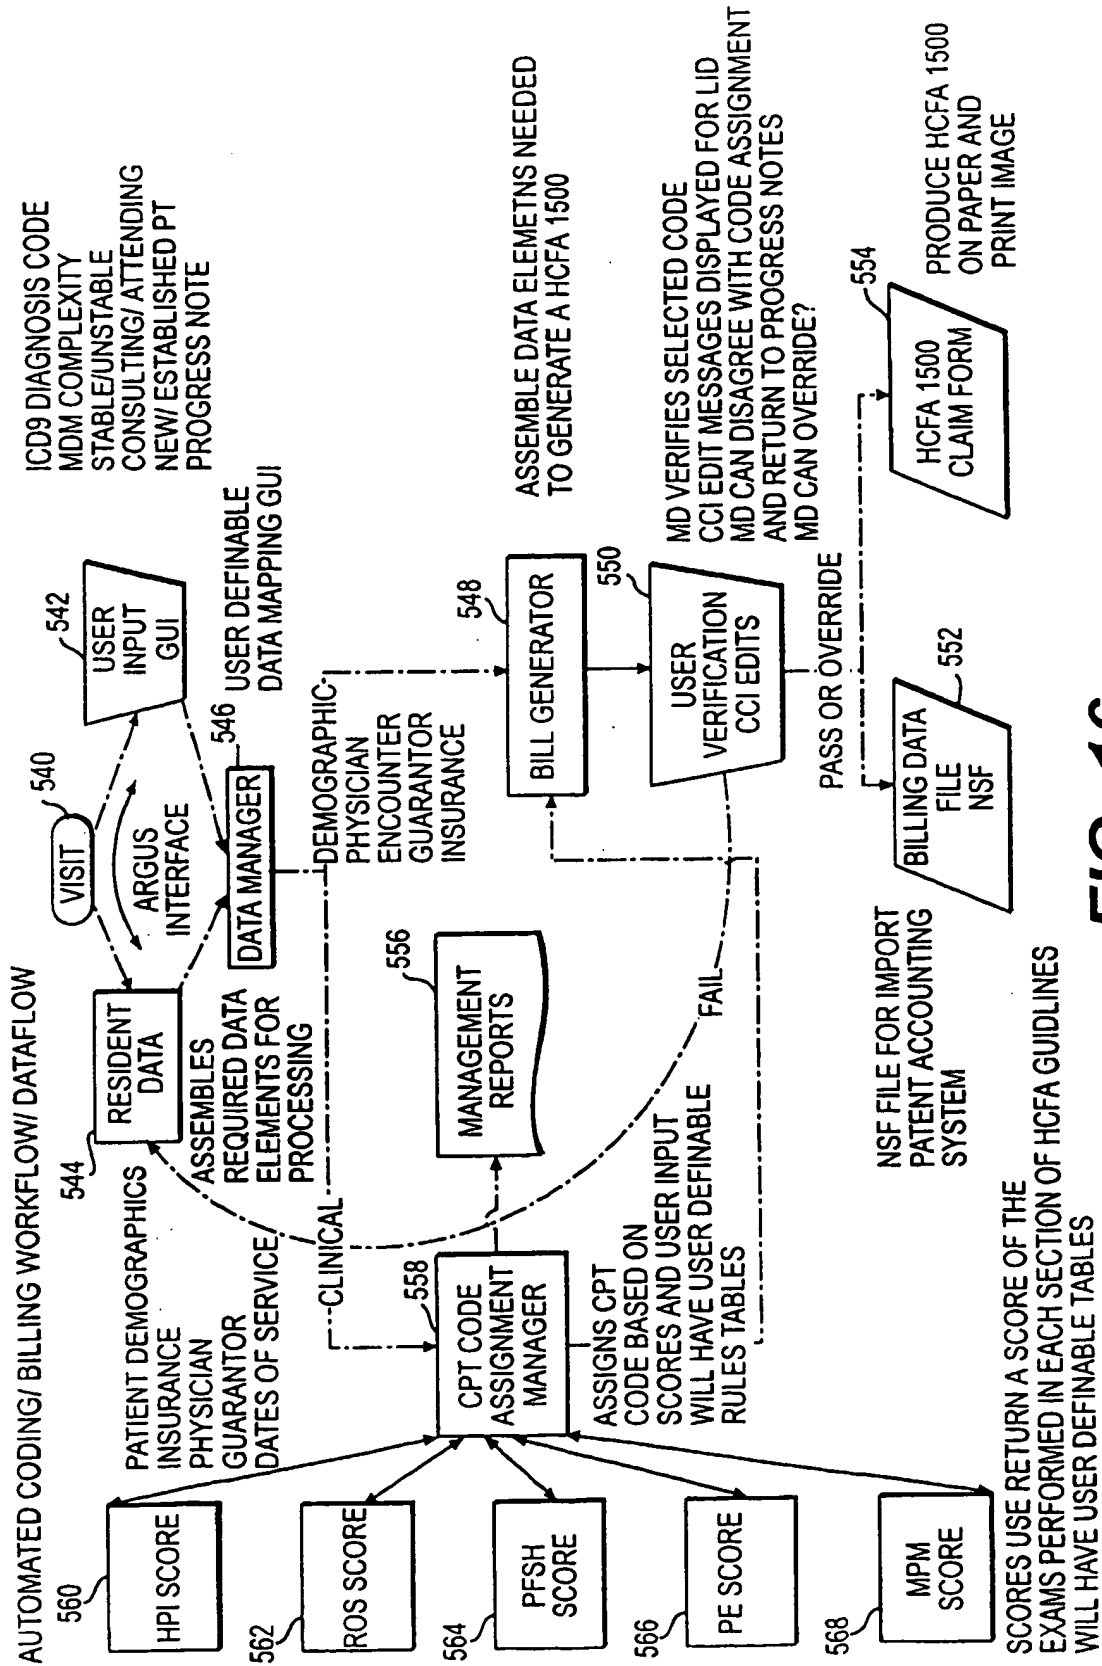 AUTOMATED CODING/ BILLING WORKFLOW/ DATAFLOW
540
VISIT
ARGUS
INTERFACE
542
USER
INPUT
GUI
ICD9 DIAGNOSIS CODE
MDM COMPLEXITY
STABLE/UNSTABLE
CONSULTING/ ATTENDING
NEW/ ESTABLISHED PT
PROGRESS NOTE
544
RESIDENT
DATA
PATIENT DEMOGRAPHICS
INSURANCE
PHYSICIAN
GUARANTOR
DATES OF SERVICE
ASSEMBLES
REQUIRED DATA
ELEMENTS FOR
PROCESSING
546
DATA MANAGER
USER DEFINABLE
DATA MAPPING GUI
CLINICAL
DEMOGRAPHIC
PHYSICIAN
ENCOUNTER
GUARANTOR
INSURANCE
560
HPI SCORE
562
ROS SCORE
564
PFSH
SCORE
566
PE SCORE
568
MPM
SCORE
558
CPT CODE
ASSIGNMENT
MANAGER
556
MANAGEMENT
REPORTS
548
BILL GENERATOR
ASSEMBLE DATA ELEMETNS NEEDED
TO GENERATE A HCFA 1500
ASSIGNS CPT
CODE BASED ON
SCORES AND USER INPUT
WILL HAVE USER DEFINABLE
RULES TABLES
FAIL
550
USER
VERIFICATION
CCI EDITS
MD VERIFIES SELECTED CODE
CCI EDIT MESSAGES DISPLAYED FOR LID
MD CAN DISAGREE WITH CODE ASSIGNMENT
AND RETURN TO PROGRESS NOTES
MD CAN OVERRIDE?
PASS OR OVERRIDE
552
BILLING DATA
FILE
NSF
NSF FILE FOR IMPORT
PATENT ACCOUNTING
SYSTEM
554
HCFA 1500
CLAIM FORM
PRODUCE HCFA 1500
ON PAPER AND
PRINT IMAGE
SCORES USE RETURN A SCORE OF THE
EXAMS PERFORMED IN EACH SECTION OF HCFA GUIDLINES
WILL HAVE USER DEFINABLE TABLES